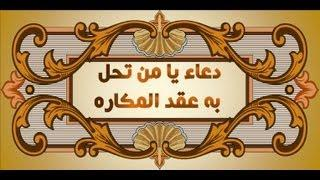 دعاء يا من تحل
به عقد المكاره